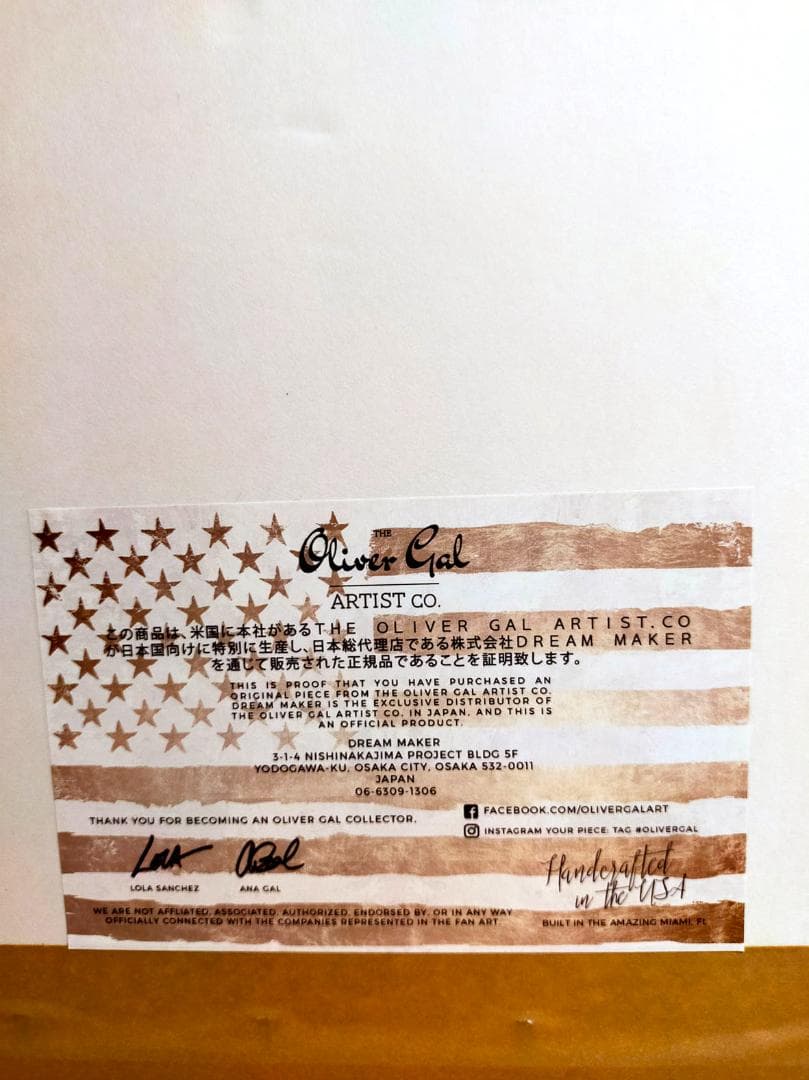 THE
Oliver Gal
ARTIST CO.
この商品は、米国に本社があるTHE OLIVER GAL ARTIST.CO
が日本国向けに特別に生産し、日本総代理店である株式会社DREAM MAKER
を通じて販売された正規品であることを証明致します。
THIS IS PROOF THAT YOU HAVE PURCHASED AN
ORIGINAL PIECE FROM THE OLIVER GAL ARTIST CO.
DREAM MAKER IS THE EXCLUSIVE DISTRIBUTOR OF
THE OLIVER GAL ARTIST CO. IN JAPAN. AND THIS IS
AN OFFICIAL PRODUCT.
DREAM MAKER
3-1-4 NISHINAKAJIMA PROJECT BLDG 5F
YODOGAWA-KU, OSAKA CITY, OSAKA 532-0011
JAPAN
06-6309-1306
THANK YOU FOR BECOMING AN OLIVER GAL COLLECTOR.
FACEBOOK.COM/OLIVERGALART
INSTAGRAM YOUR PIECE: TAG #OLIVERGAL
LOLA
LOLA SANCHEZ
ANA GAL
Handcrafted
in the USA
WE ARE NOT AFFLIATED, ASSOCIATED, AUTHORIZED, ENDORSED BY, OR IN ANY WAY
OFFICIALLY CONNECTED WITH THE COMPANIES REPRESENTED IN THE FAN ART.
BUILT IN THE AMAZING MIAMI, FL